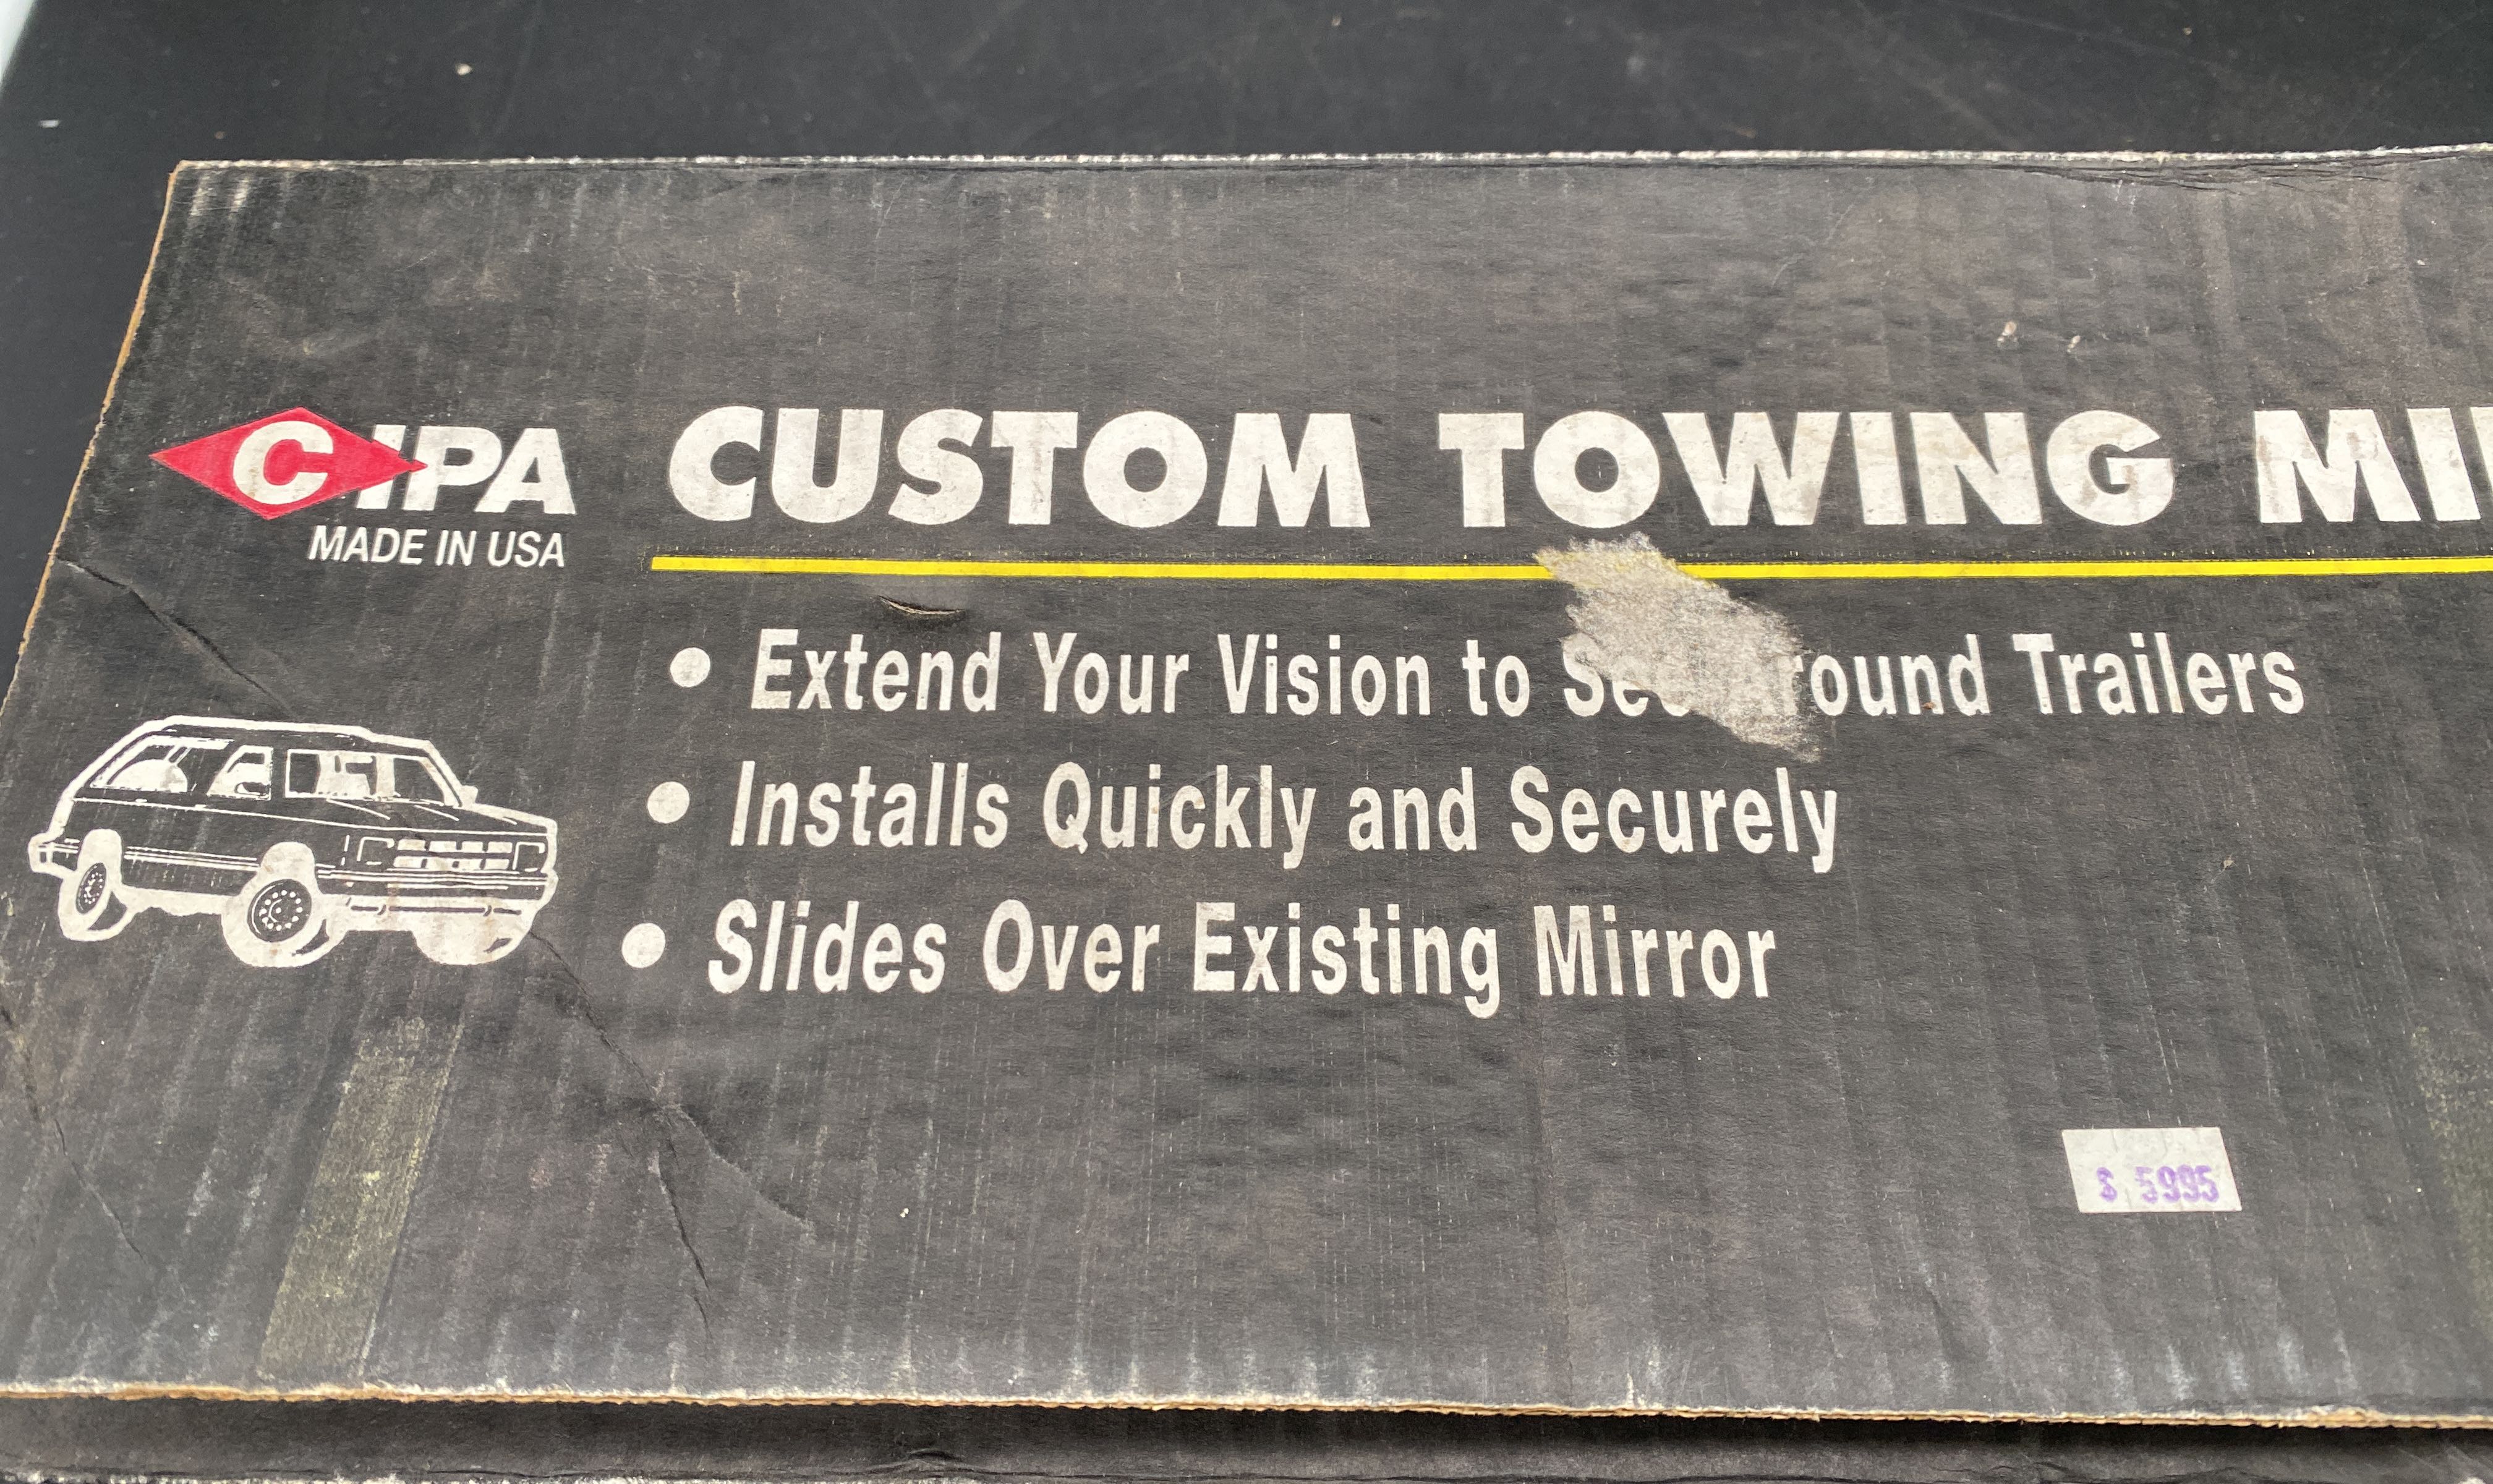 CIPA CUSTOM TOWING
MADE IN USA
• Extend Your Vision to Trailers
• Installs Quickly and Securely
• Slides Over Existing Mirror
$ 5995